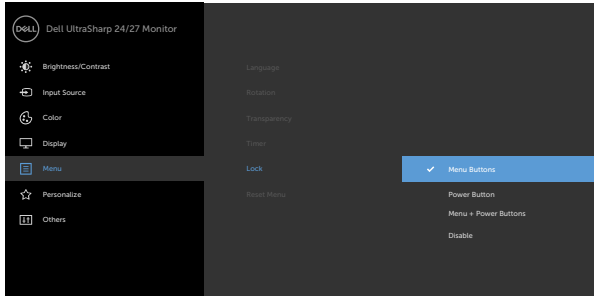 DELL Dell UltraSharp 24/27 Monitor
Brightness/Contrast
Input Source
Color
Display
Menu
Personalize
Others
Language
Rotation
Transparency
Timer
Lock
Reset Menu
Menu Buttons
Power Button
Menu + Power Buttons
Disable